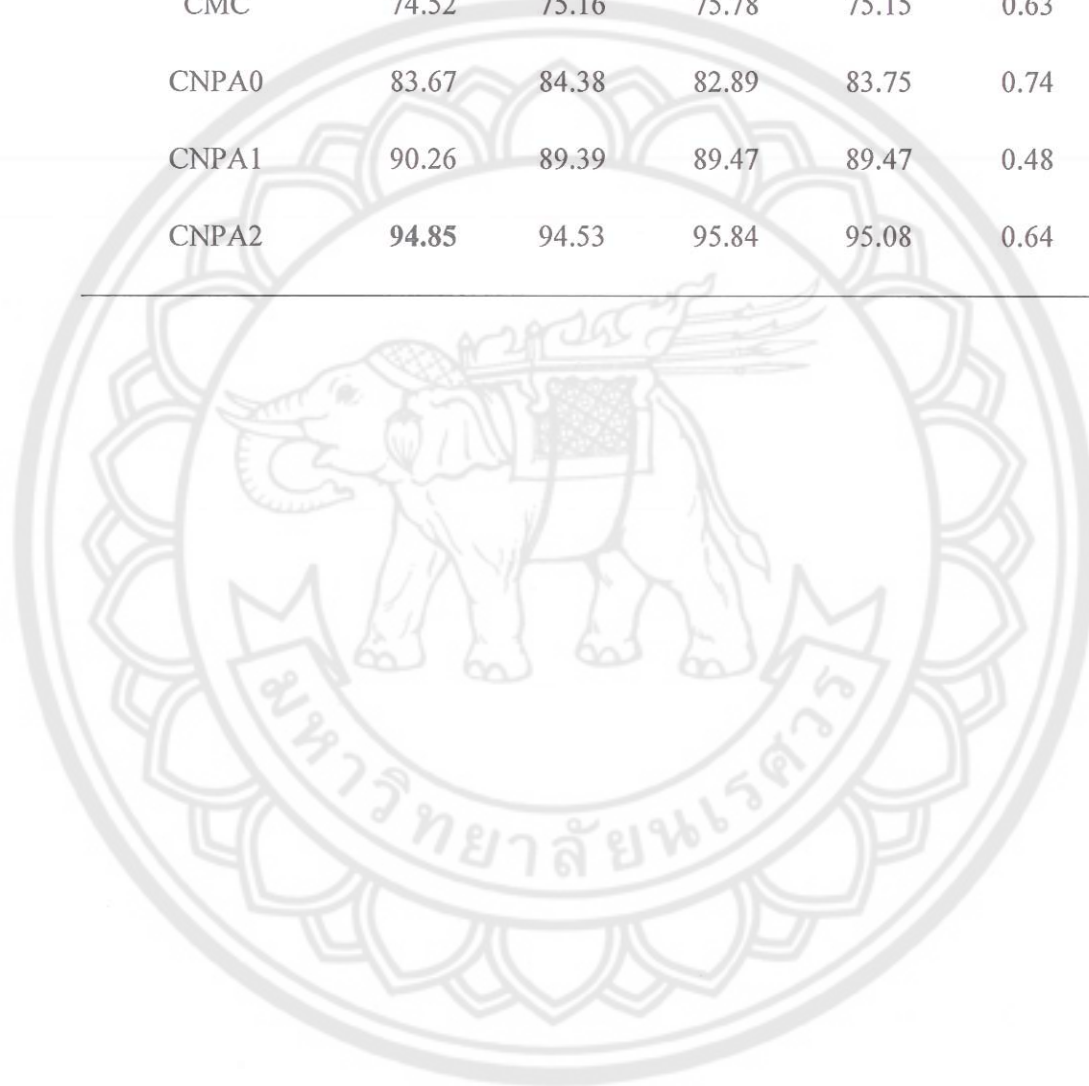 CMC 74.52 75.16 75.78 75.15 0.63
CNPA0 83.67 84.38 82.89 83.75 0.74
CNPA1 90.26 89.39 89.47 89.47 0.48
CNPA2 94.85 94.53 95.84 95.08 0.64
มหาวิทยาลัยนเรศวร